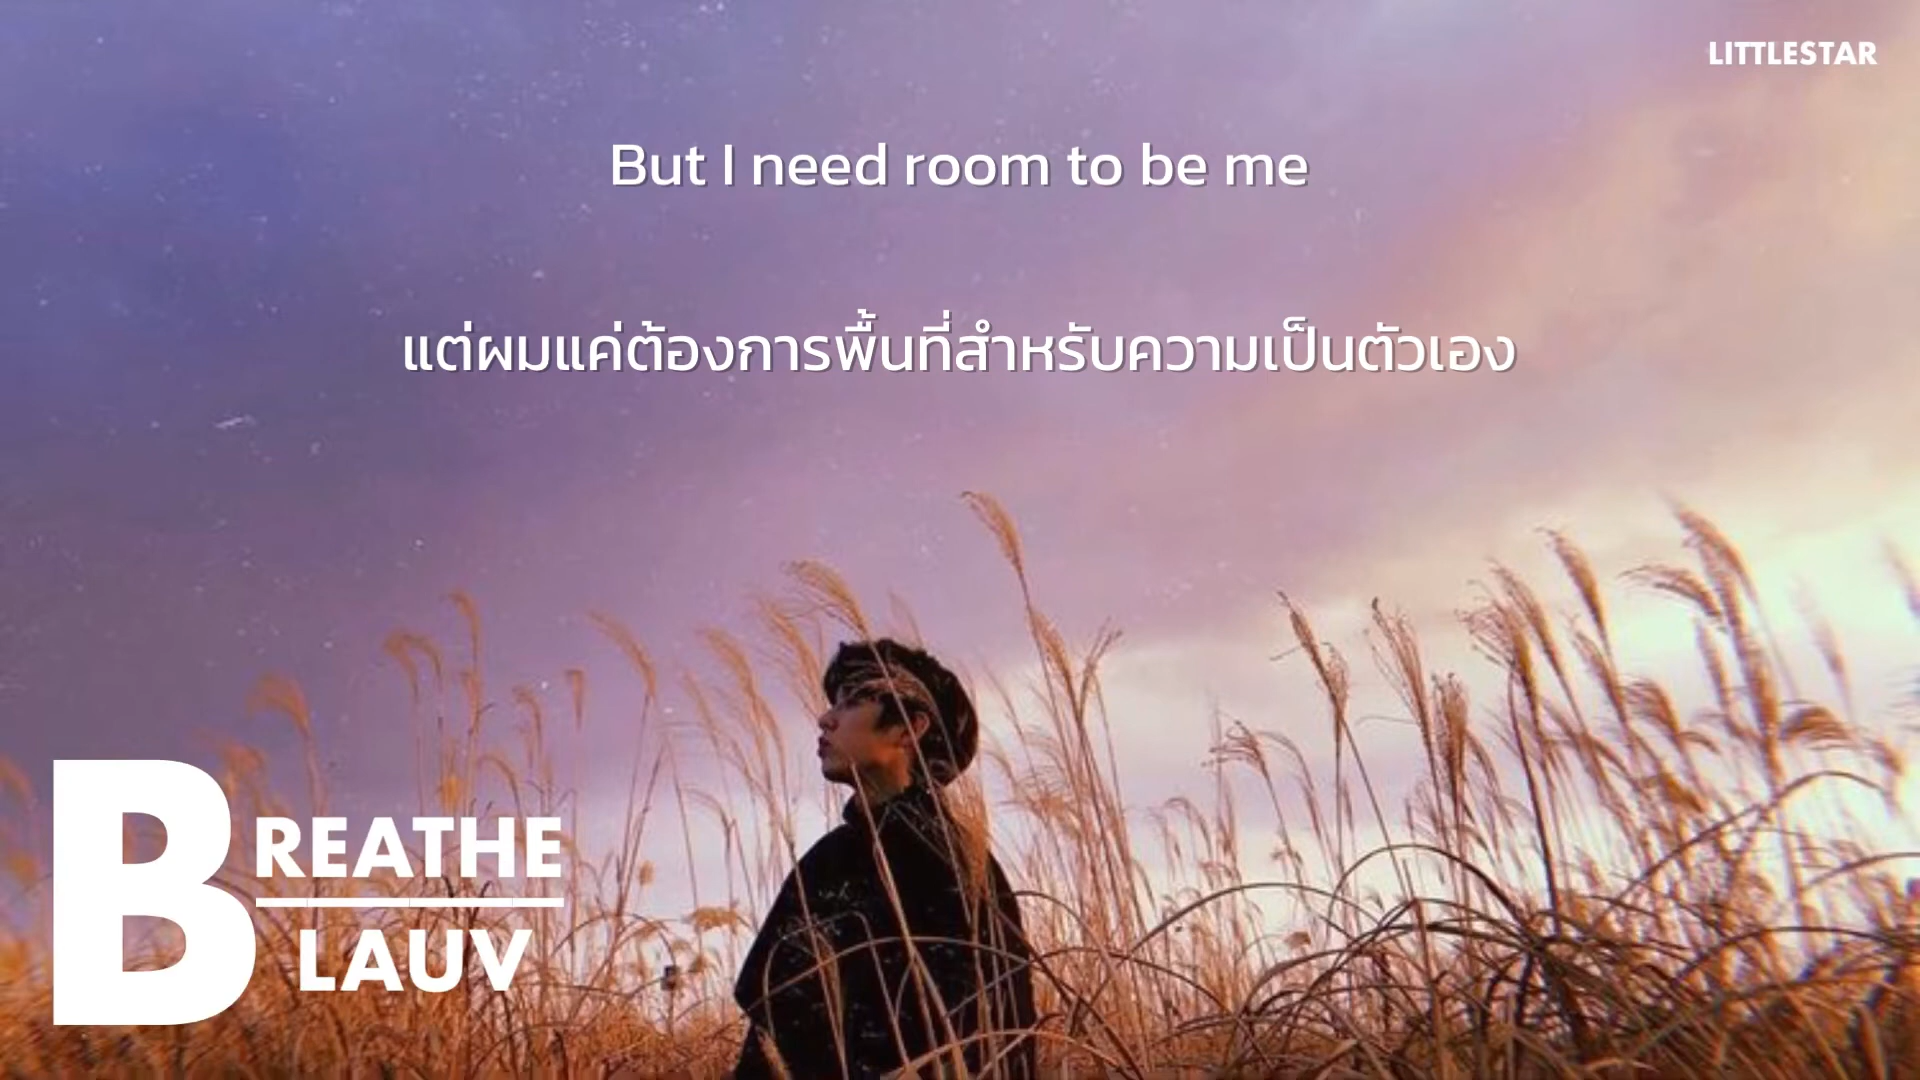 LITTLESTAR
But I need room to be me
แต่ผมแค่ต้องการพื้นที่สำหรับความเป็นตัวเอง
BREATHE
LAUV